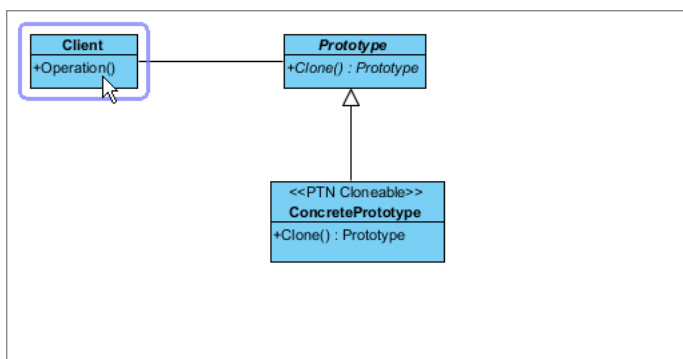 Client
+Operation()
Prototype
+Clone() : Prototype
<<PTN Cloneable>>
ConcretePrototype
+Clone() : Prototype